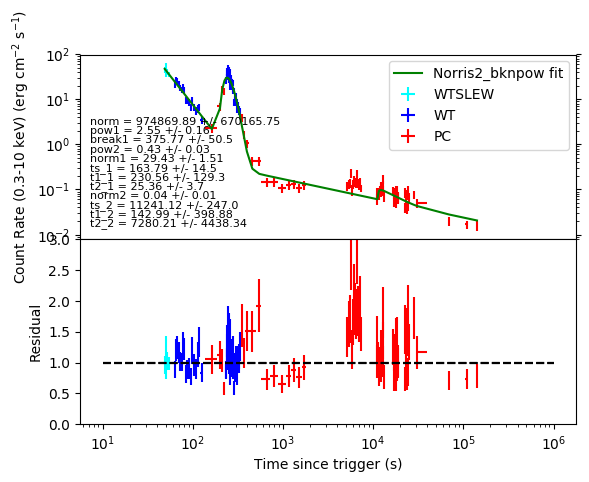 Count Rate (0.3-10 keV) (erg cm⁻² s⁻¹)
10²
10¹
10⁰
10⁻¹
10⁻²
Norris2_bknpow fit
WTSLEW
WT
PC
norm = 974869.89 +/- 670165.75
pow1 = 2.55 +/- 0.16
break1 = 375.77 +/- 50.5
pow2 = 0.43 +/- 0.03
norm1 = 29.43 +/- 1.51
ts_1 = 163.79 +/- 14.5
t1_1 = 230.56 +/- 129.3
t2_1 = 25.36 +/- 3.7
norm2 = 0.04 +/- 0.01
ts_2 = 11241.12 +/- 247.0
t1_2 = 142.99 +/- 398.88
t2_2 = 7280.21 +/- 4438.34
Residual
3.0
2.5
2.0
1.5
1.0
0.5
0.0
10¹ 10² 10³ 10⁴ 10⁵ 10⁶
Time since trigger (s)